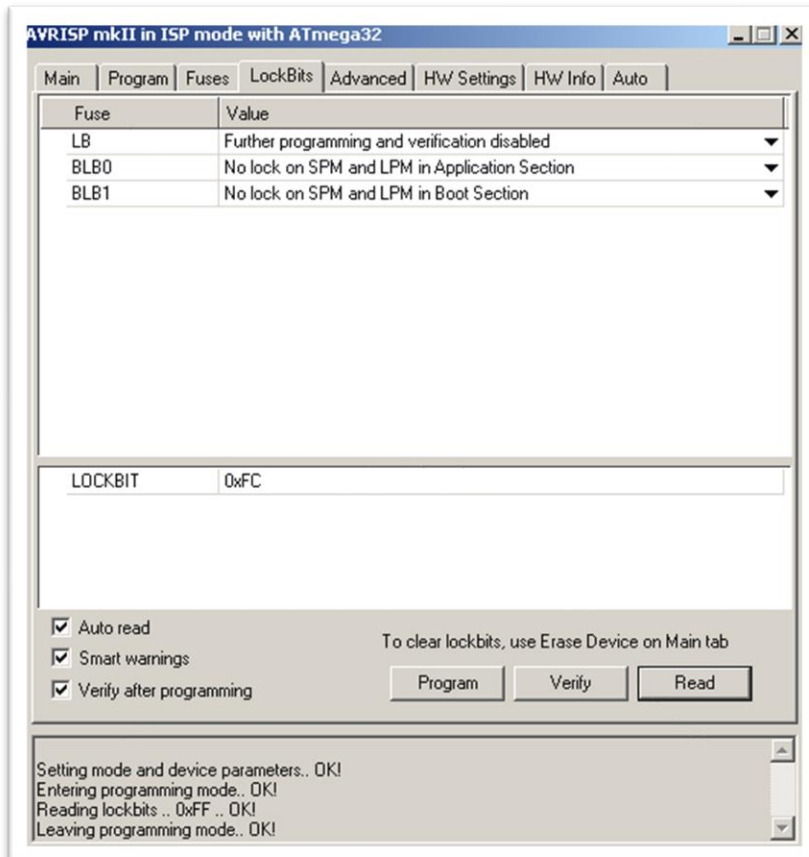 AVRISP mkII in ISP mode with ATmega32
Main Program Fuses LockBits Advanced HW Settings HW Info Auto
Fuse Value
LB Further programming and verification disabled
BLB0 No lock on SPM and LPM in Application Section
BLB1 No lock on SPM and LPM in Boot Section
LOCKBIT 0xFC
Auto read
Smart warnings
Verify after programming
To clear lockbits, use Erase Device on Main tab
Program Verify Read
Setting mode and device parameters.. OK!
Entering programming mode.. OK!
Reading lockbits .. 0xFF .. OK!
Leaving programming mode.. OK!